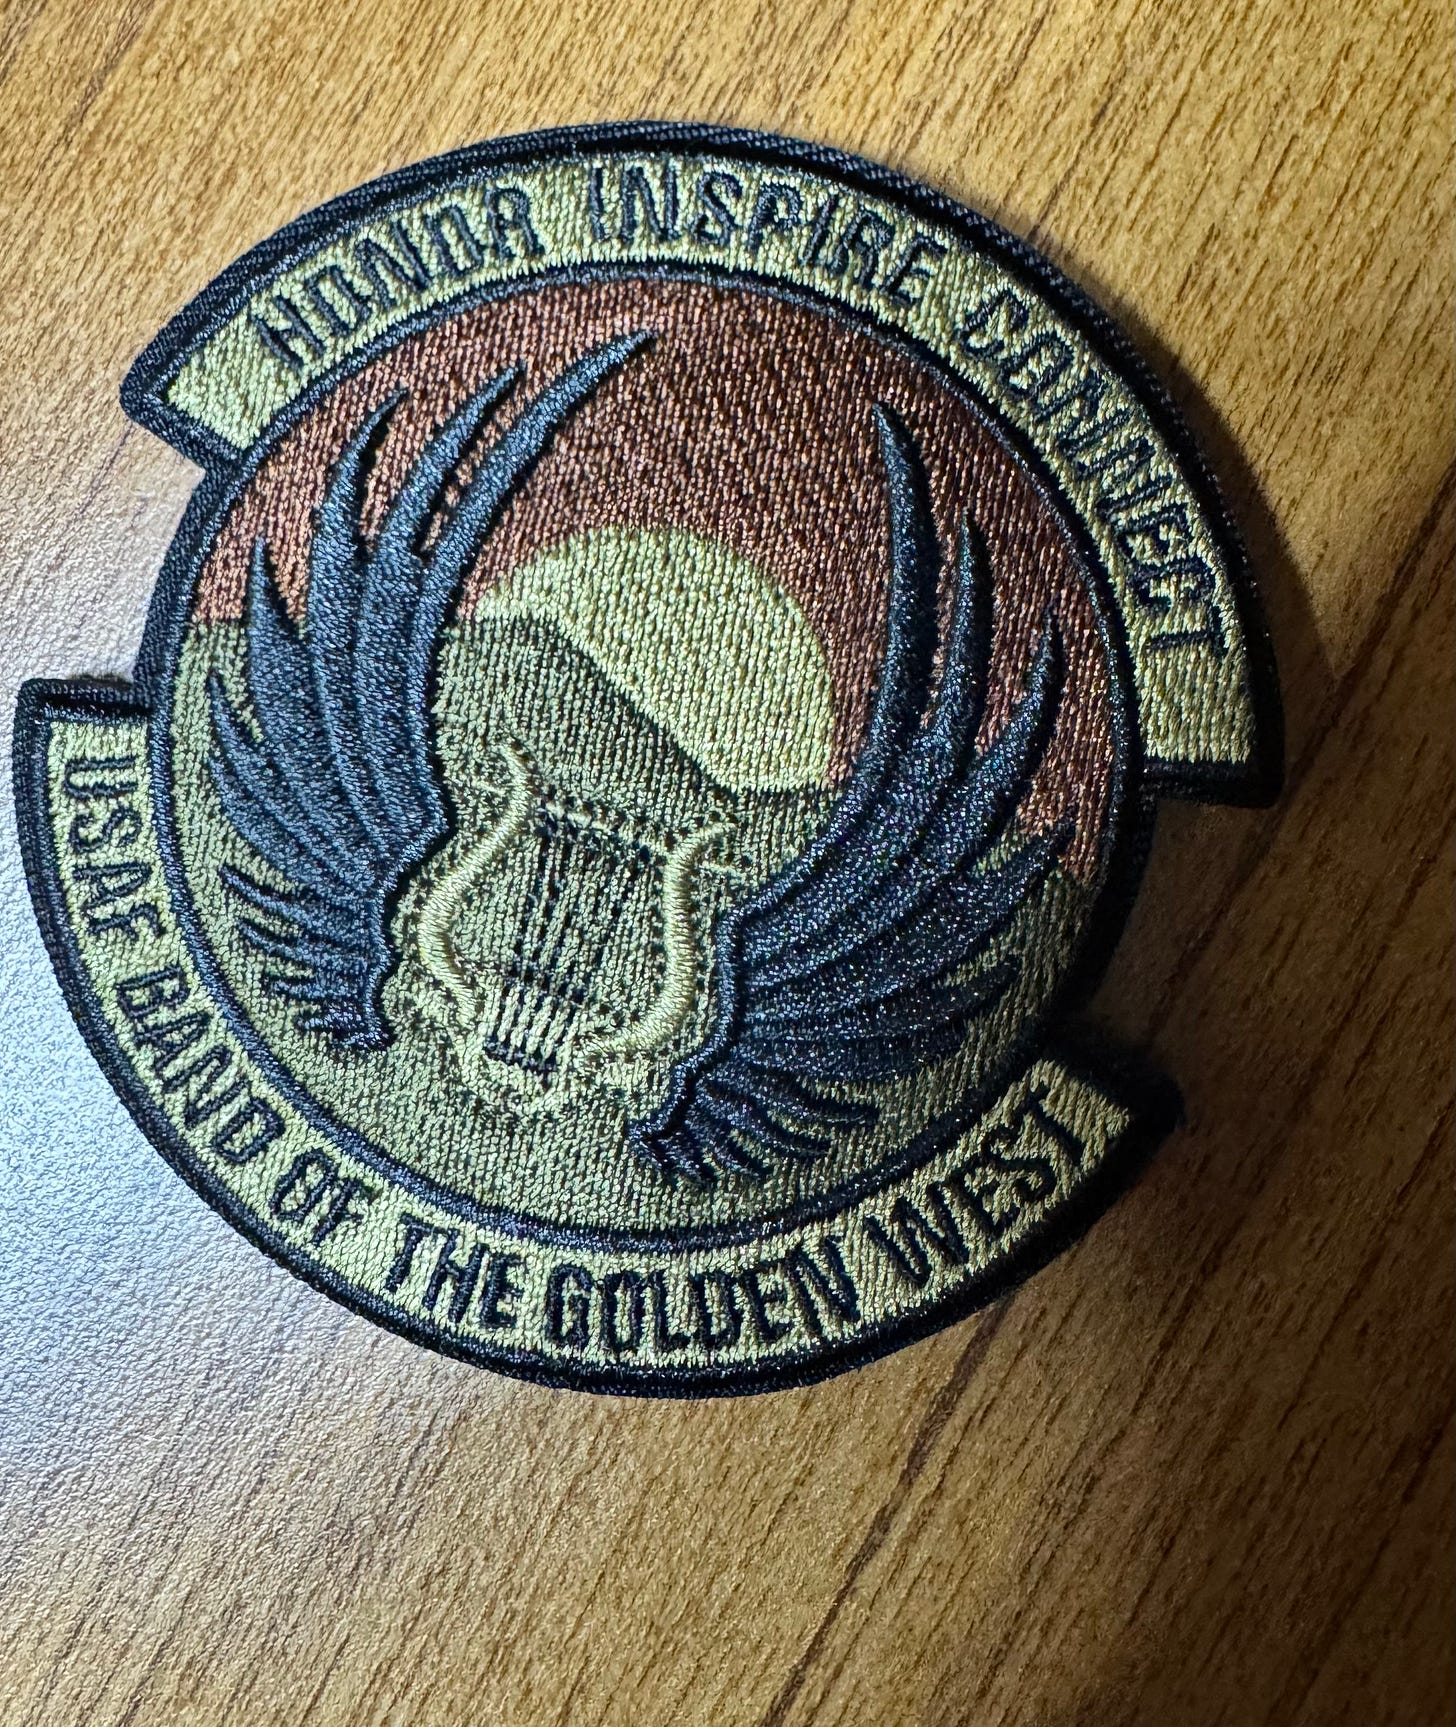 HONOR INSPIRE CONNECT
USAF BAND OF THE GOLDEN WEST